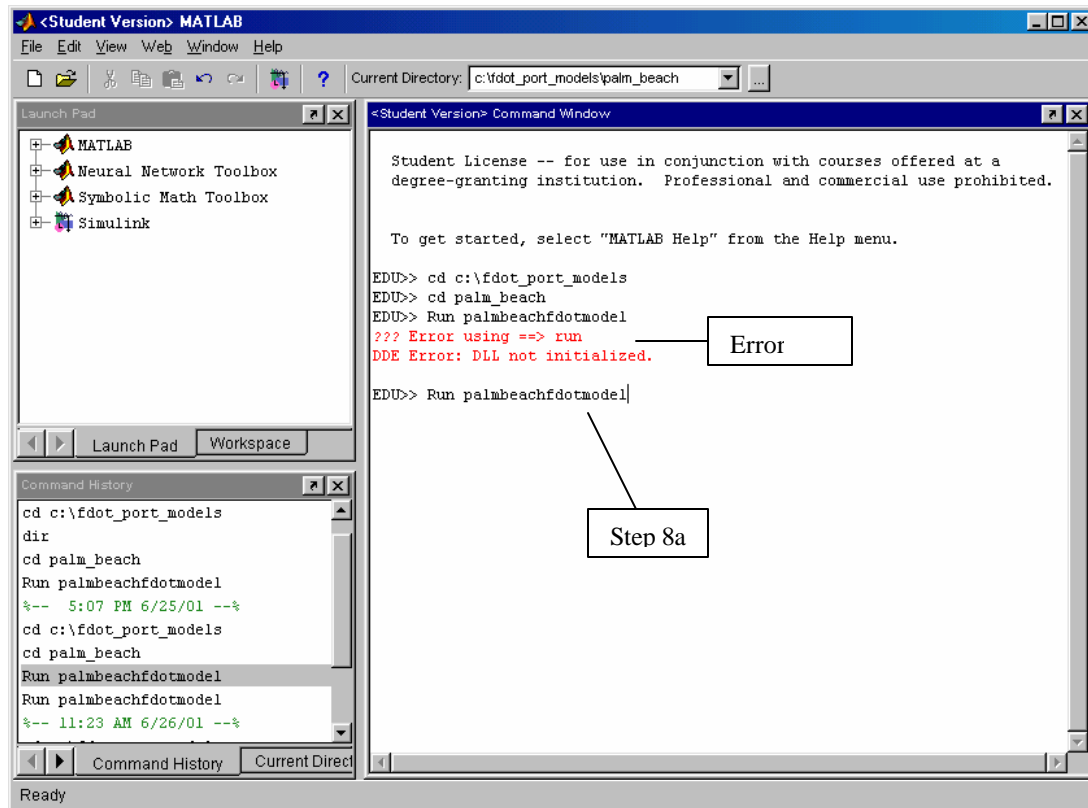 <Student Version> MATLAB
File Edit View Web Window Help
? Current Directory: c:\fdot_port_models\palm_beach ...
Launch Pad
MATLAB
Neural Network Toolbox
Symbolic Math Toolbox
Simulink
Launch Pad Workspace
Command History
cd c:\fdot_port_models
dir
cd palm_beach
Run palmbeachfdotmodel
%-- 5:07 PM 6/25/01 --%
cd c:\fdot_port_models
cd palm_beach
Run palmbeachfdotmodel
Run palmbeachfdotmodel
%-- 11:23 AM 6/26/01 --%
Command History Current Direct
<Student Version> Command Window
Student License -- for use in conjunction with courses offered at a
degree-granting institution. Professional and commercial use prohibited.
To get started, select "MATLAB Help" from the Help menu.
EDU>> cd c:\fdot_port_models
EDU>> cd palm_beach
EDU>> Run palmbeachfdotmodel
??? Error using ==> run
DDE Error: DLL not initialized.
EDU>> Run palmbeachfdotmodel
Error
Step 8a
Ready